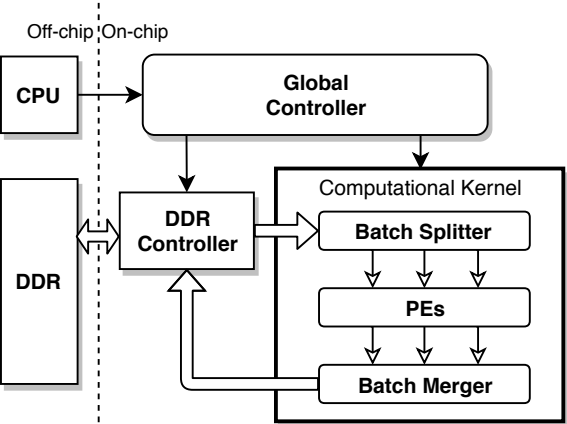 Off-chip On-chip
CPU
Global
Controller
Computational Kernel
DDR
Controller
Batch Splitter
DDR
PEs
Batch Merger